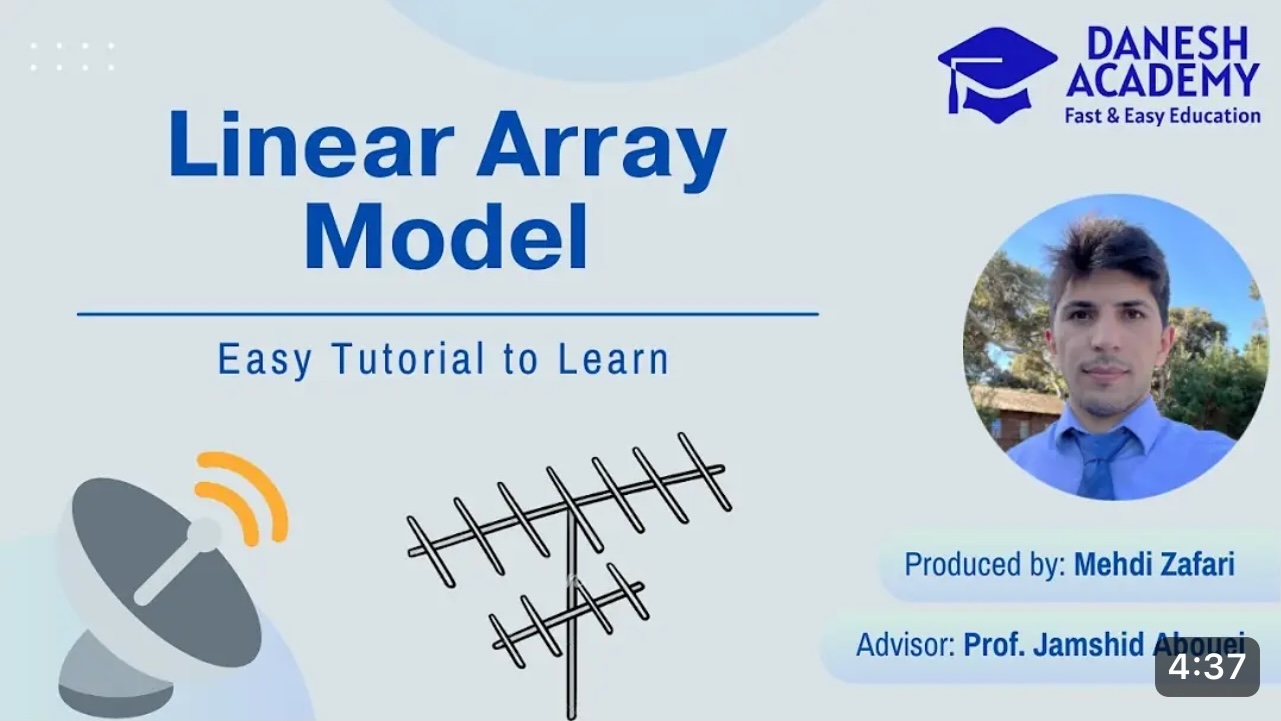 DANESH
ACADEMY
Fast & Easy Education
Linear Array
Model
Easy Tutorial to Learn
Produced by: Mehdi Zafari
Advisor: Prof. Jamshid Abouei
4:37